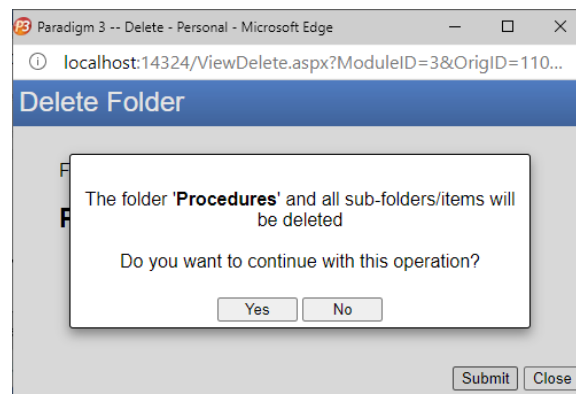 Paradigm 3 -- Delete - Personal - Microsoft Edge
localhost:14324/ViewDelete.aspx?ModuleID=3&OrigID=110...
Delete Folder
The folder 'Procedures' and all sub-folders/items will
be deleted
Do you want to continue with this operation?
Yes No
Submit Close